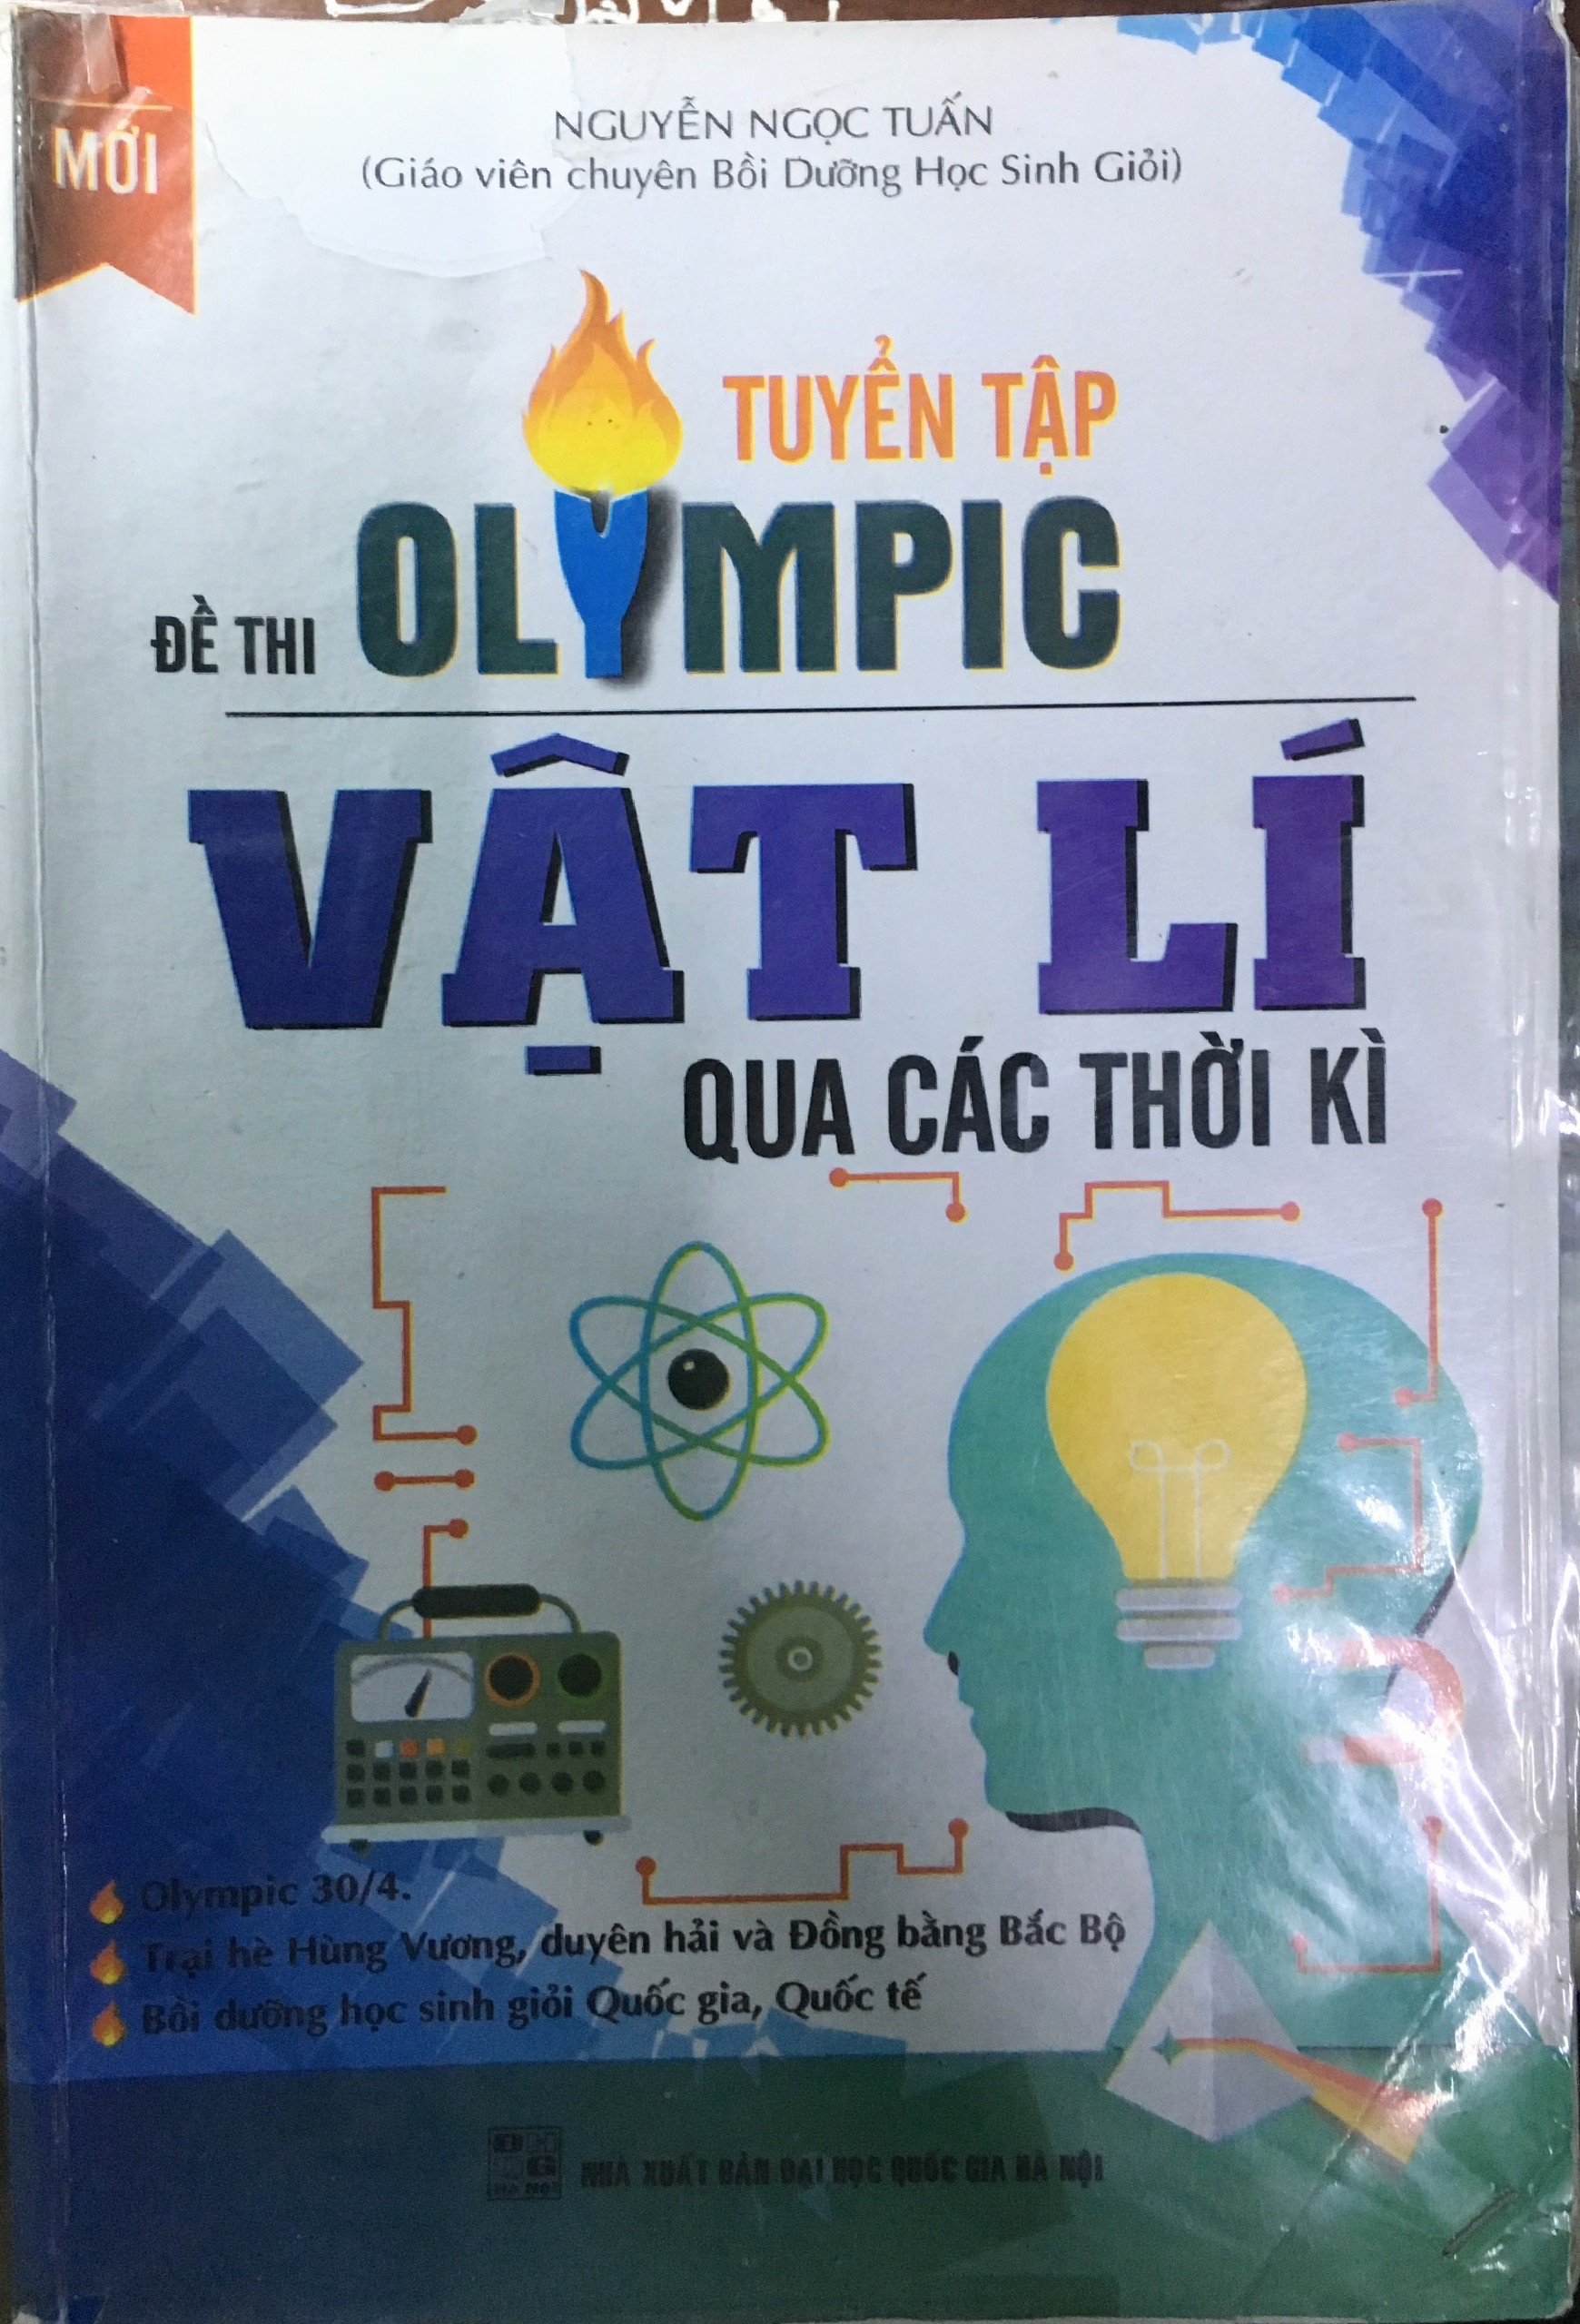 MỚI
NGUYỄN NGỌC TUẤN
(Giáo viên chuyên Bồi Dưỡng Học Sinh Giỏi)
TUYỂN TẬP
ĐỀ THI OLYMPIC
VẬT LÍ
QUA CÁC THỜI KÌ
Olympic 30/4.
Trại hè Hùng Vương, duyên hải và Đồng bằng Bắc Bộ
Bồi dưỡng học sinh giỏi Quốc gia, Quốc tế
NHÀ XUẤT BẢN ĐẠI HỌC QUỐC GIA HÀ NỘI